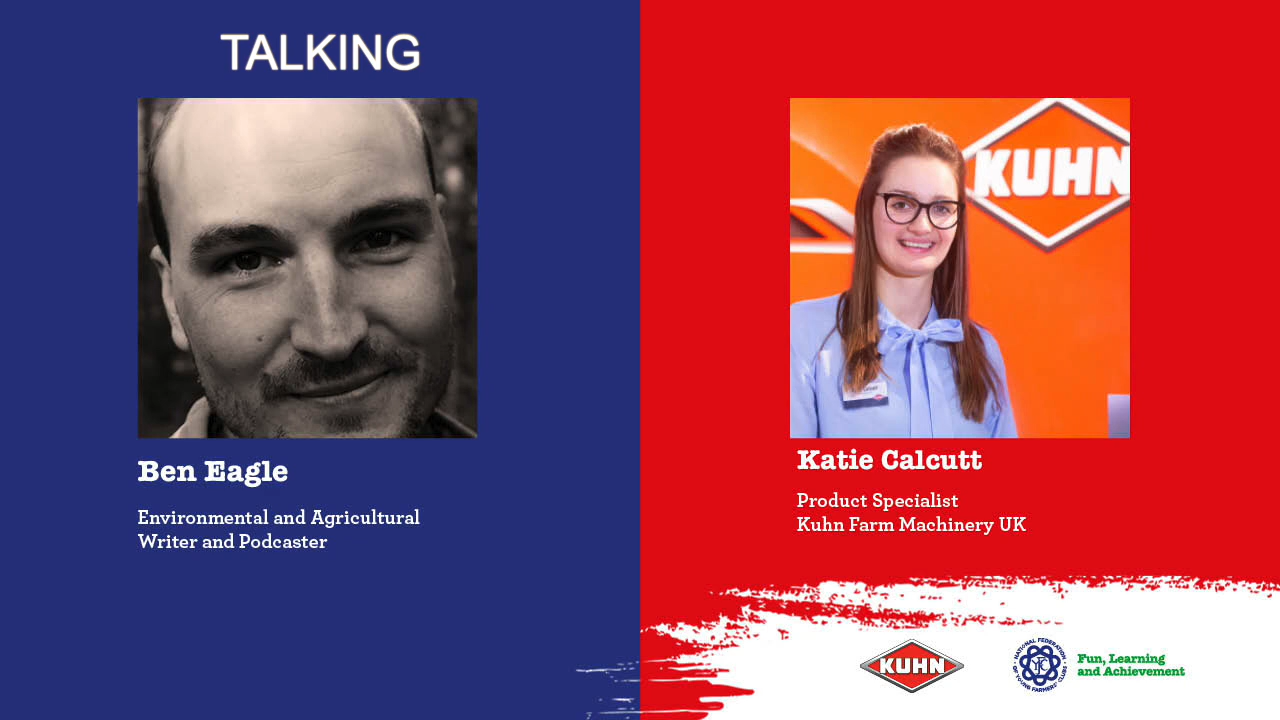 TALKING
KUHN
Ben Eagle
Environmental and Agricultural
Writer and Podcaster
Katie Calcutt
Product Specialist
Kuhn Farm Machinery UK
KUHN
NATIONAL FEDERATION
OF YOUNG FARMERS' CLUBS
YFC
Fun, Learning
and Achievement